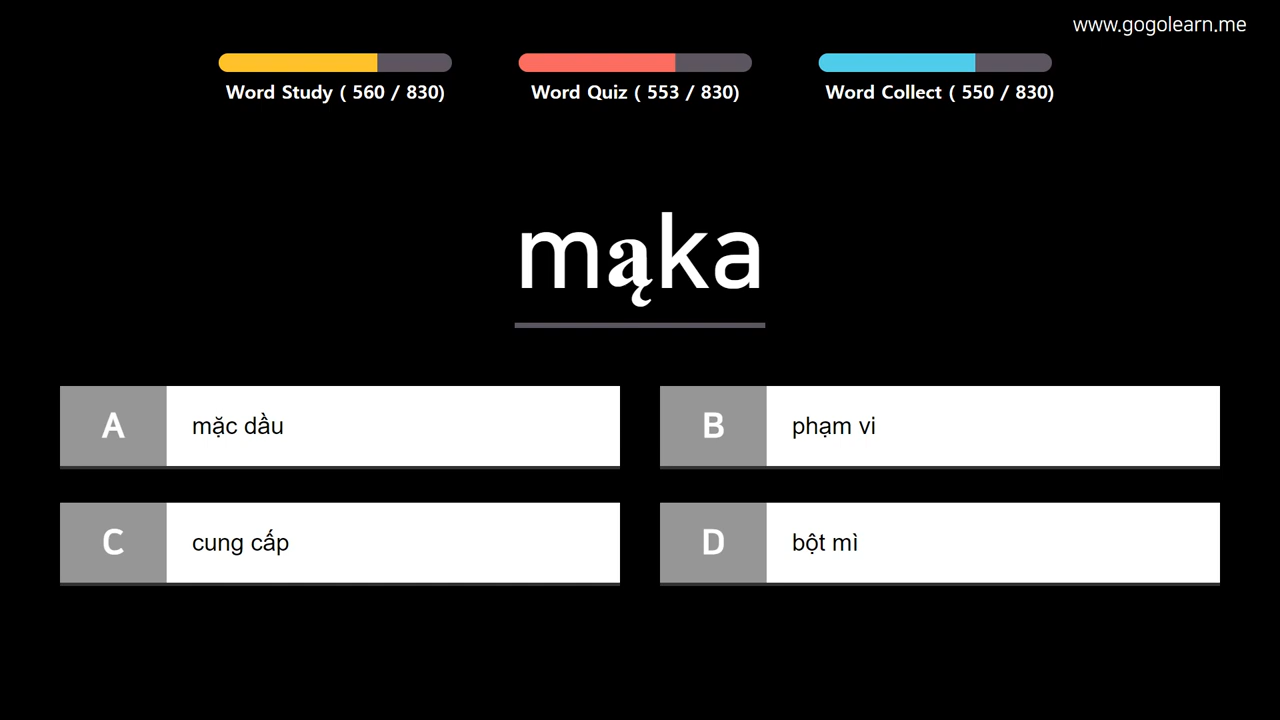 www.gogolearn.me
Word Study ( 560 / 830)
Word Quiz ( 553 / 830)
Word Collect ( 550 / 830)
mąka
A mặc dầu
B phạm vi
C cung cấp
D bột mì